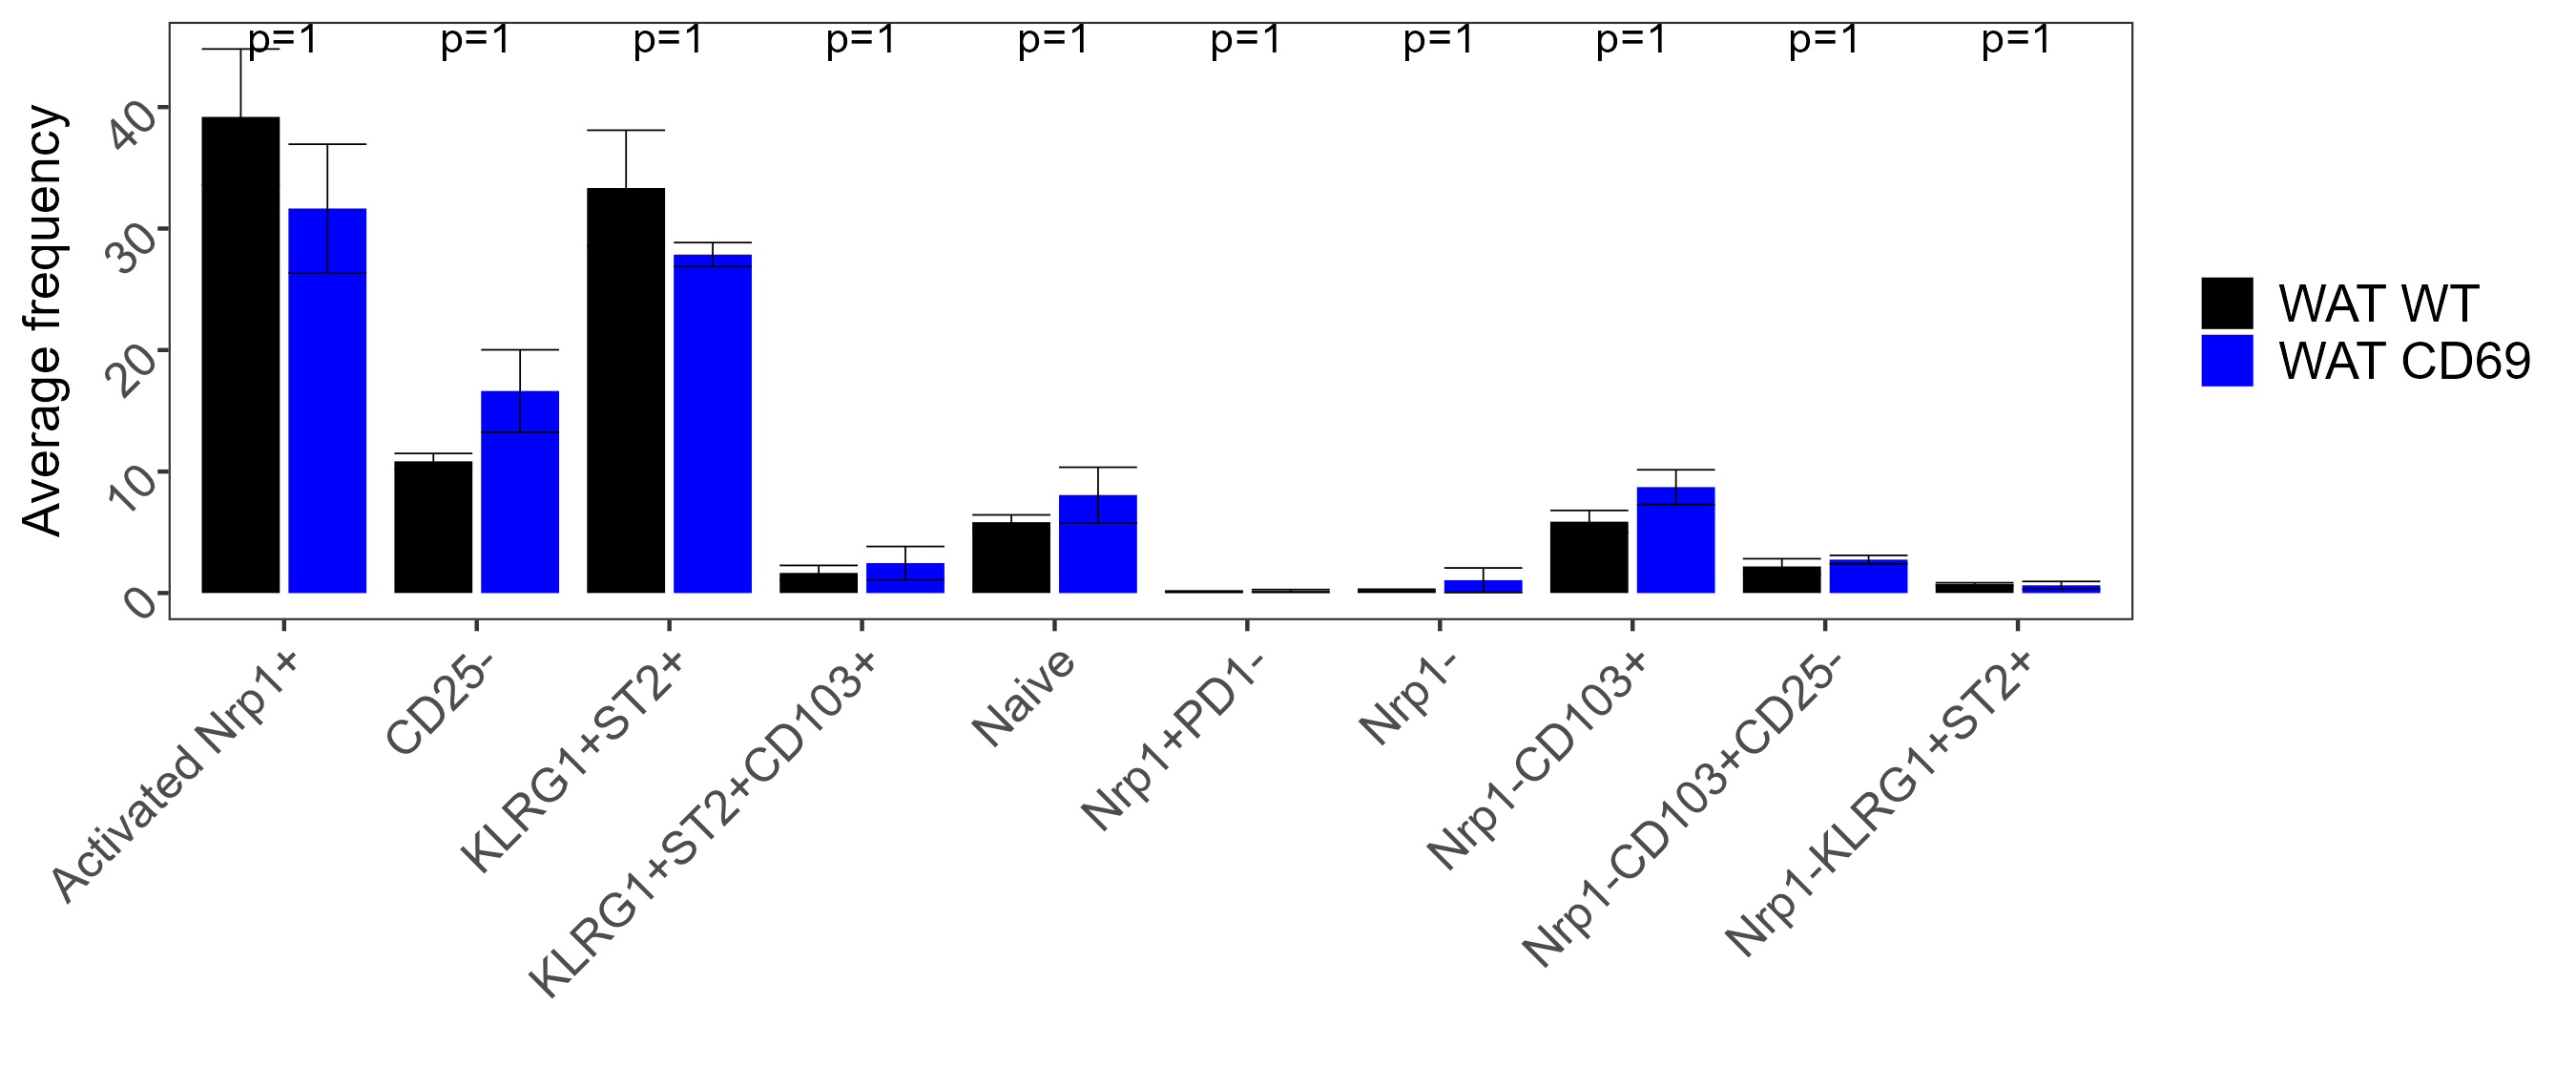 p=1 p=1 p=1 p=1 p=1 p=1 p=1 p=1 p=1 p=1
Average frequency
40
30
20
10
0
Activated Nrp1+
CD25-
KLRG1+ST2+
KLRG1+ST2+CD103+
Naive
Nrp1+PD1-
Nrp1-
Nrp1-CD103+
Nrp1-CD103+CD25-
Nrp1-KLRG1+ST2+
WAT WT
WAT CD69